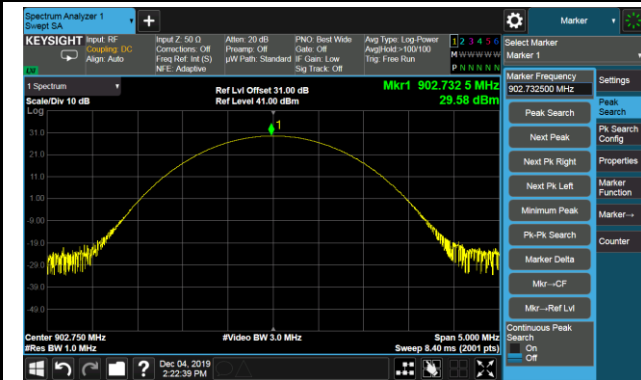 Spectrum Analyzer 1
Swept SA
+
Marker
KEYSIGHT
Input: RF
Coupling: DC
Align: Auto
Input Z: 50 Ω
Corrections: Off
Freq Ref: Int (S)
NFE: Adaptive
Atten: 20 dB
Preamp: Off
µW Path: Standard
PNO: Best Wide
Gate: Off
IF Gain: Low
Sig Track: Off
Avg Type: Log-Power
Avg|Hold:>100/100
Trig: Free Run
1 2 3 4 5 6
M W W W W W
P N N N N N
LVI
Select Marker
Marker 1
1 Spectrum
Scale/Div 10 dB
Log
Ref Lvl Offset 31.00 dB
Ref Level 41.00 dBm
Mkr1 902.732 5 MHz
29.58 dBm
Marker Frequency
902.732500 MHz
Settings
Peak Search
Peak Search
Next Peak
Pk Search Config
Next Pk Right
Properties
Next Pk Left
Marker Function
Minimum Peak
Marker→
Pk-Pk Search
Counter
Marker Delta
Mkr→CF
Mkr→Ref Lvl
Continuous Peak Search
On
Off
1
31.0
21.0
11.0
1.00
-9.00
-19.0
-29.0
-39.0
-49.0
Center 902.750 MHz
#Res BW 1.0 MHz
#Video BW 3.0 MHz
Span 5.000 MHz
Sweep 8.40 ms (2001 pts)
?
Dec 04, 2019
2:22:39 PM